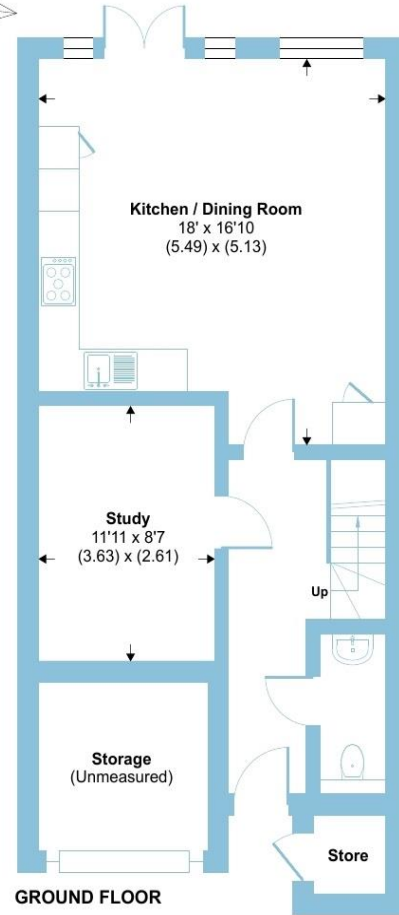 Kitchen / Dining Room
18' x 16'10
(5.49) x (5.13)
Study
11'11 x 8'7
(3.63) x (2.61)
Up
Storage
(Unmeasured)
Store
GROUND FLOOR